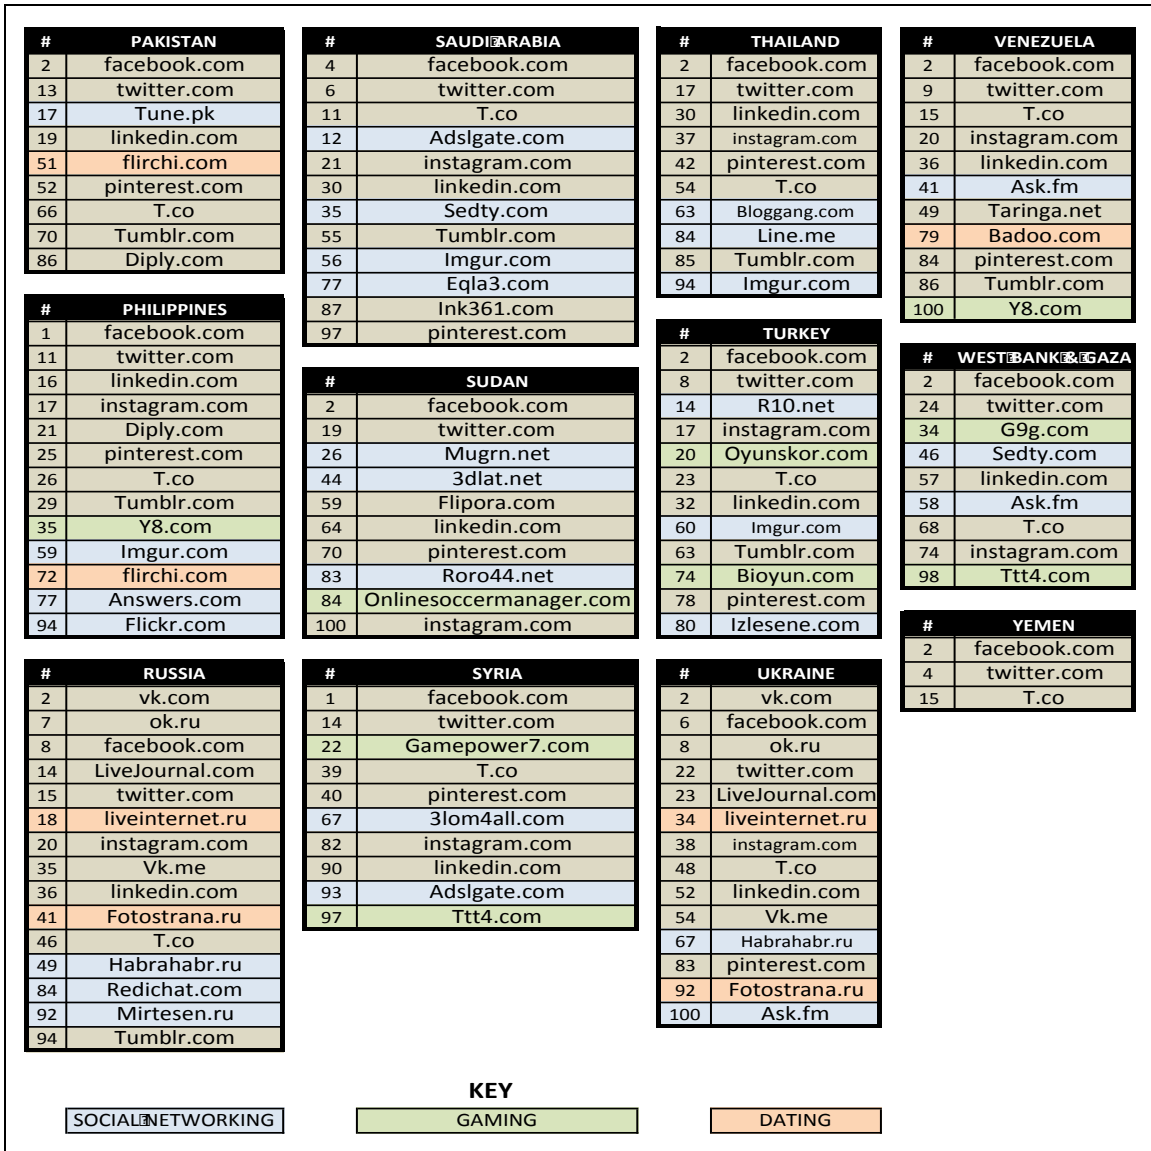 # PAKISTAN
2 facebook.com
13 twitter.com
17 Tune.pk
19 linkedin.com
51 flirchi.com
52 pinterest.com
66 T.co
70 Tumblr.com
86 Diply.com
# PHILIPPINES
1 facebook.com
11 twitter.com
16 linkedin.com
17 instagram.com
21 Diply.com
25 pinterest.com
26 T.co
29 Tumblr.com
35 Y8.com
59 Imgur.com
72 flirchi.com
77 Answers.com
94 Flickr.com
# RUSSIA
2 vk.com
7 ok.ru
8 facebook.com
14 LiveJournal.com
15 twitter.com
18 liveinternet.ru
20 instagram.com
35 Vk.me
36 linkedin.com
41 Fotostrana.ru
46 T.co
49 Habrahabr.ru
84 Redichat.com
92 Mirtesen.ru
94 Tumblr.com
# SAUDI ARABIA
4 facebook.com
6 twitter.com
11 T.co
12 Adslgate.com
21 instagram.com
30 linkedin.com
35 Sedty.com
55 Tumblr.com
56 Imgur.com
77 Eqla3.com
87 Ink361.com
97 pinterest.com
# SUDAN
2 facebook.com
19 twitter.com
26 Mugrn.net
44 3dlat.net
59 Flipora.com
64 linkedin.com
70 pinterest.com
83 Roro44.net
84 Onlinesoccermanager.com
100 instagram.com
# SYRIA
1 facebook.com
14 twitter.com
22 Gamepower7.com
39 T.co
40 pinterest.com
67 3lom4all.com
82 instagram.com
90 linkedin.com
93 Adslgate.com
97 Ttt4.com
# THAILAND
2 facebook.com
17 twitter.com
30 linkedin.com
37 instagram.com
42 pinterest.com
54 T.co
63 Bloggang.com
84 Line.me
85 Tumblr.com
94 Imgur.com
# TURKEY
2 facebook.com
8 twitter.com
14 R10.net
17 instagram.com
20 Oyunskor.com
23 T.co
32 linkedin.com
60 Imgur.com
63 Tumblr.com
74 Bioyun.com
78 pinterest.com
80 Izlesene.com
# UKRAINE
2 vk.com
6 facebook.com
8 ok.ru
22 twitter.com
23 LiveJournal.com
34 liveinternet.ru
38 instagram.com
48 T.co
52 linkedin.com
54 Vk.me
67 Habrahabr.ru
83 pinterest.com
92 Fotostrana.ru
100 Ask.fm
# VENEZUELA
2 facebook.com
9 twitter.com
15 T.co
20 instagram.com
36 linkedin.com
41 Ask.fm
49 Taringa.net
79 Badoo.com
84 pinterest.com
86 Tumblr.com
100 Y8.com
# WEST BANK & GAZA
2 facebook.com
24 twitter.com
34 G9g.com
46 Sedty.com
57 linkedin.com
58 Ask.fm
68 T.co
74 instagram.com
98 Ttt4.com
# YEMEN
2 facebook.com
4 twitter.com
15 T.co
KEY
SOCIAL NETWORKING
GAMING
DATING